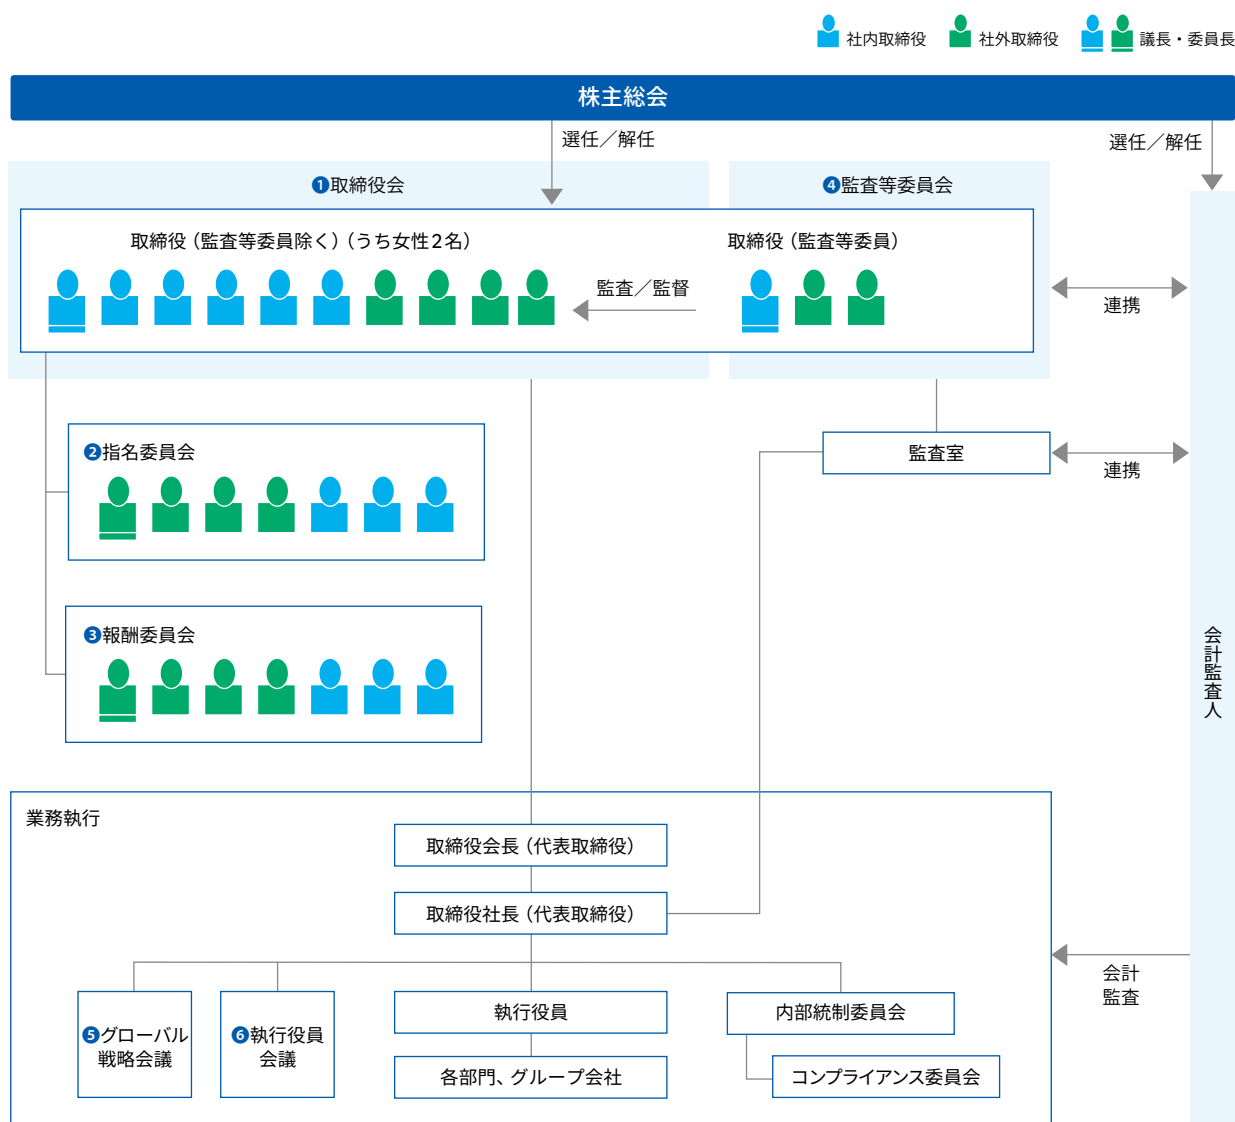 社内取締役
社外取締役
議長・委員長
株主総会
選任／解任
選任／解任
❶取締役会
❹監査等委員会
取締役（監査等委員除く）（うち女性2名）
取締役（監査等委員）
監査／監督
連携
❷指名委員会
監査室
連携
❸報酬委員会
会計監査人
業務執行
取締役会長（代表取締役）
取締役社長（代表取締役）
会計
監査
❺グローバル
戦略会議
❻執行役員
会議
執行役員
内部統制委員会
各部門、グループ会社
コンプライアンス委員会